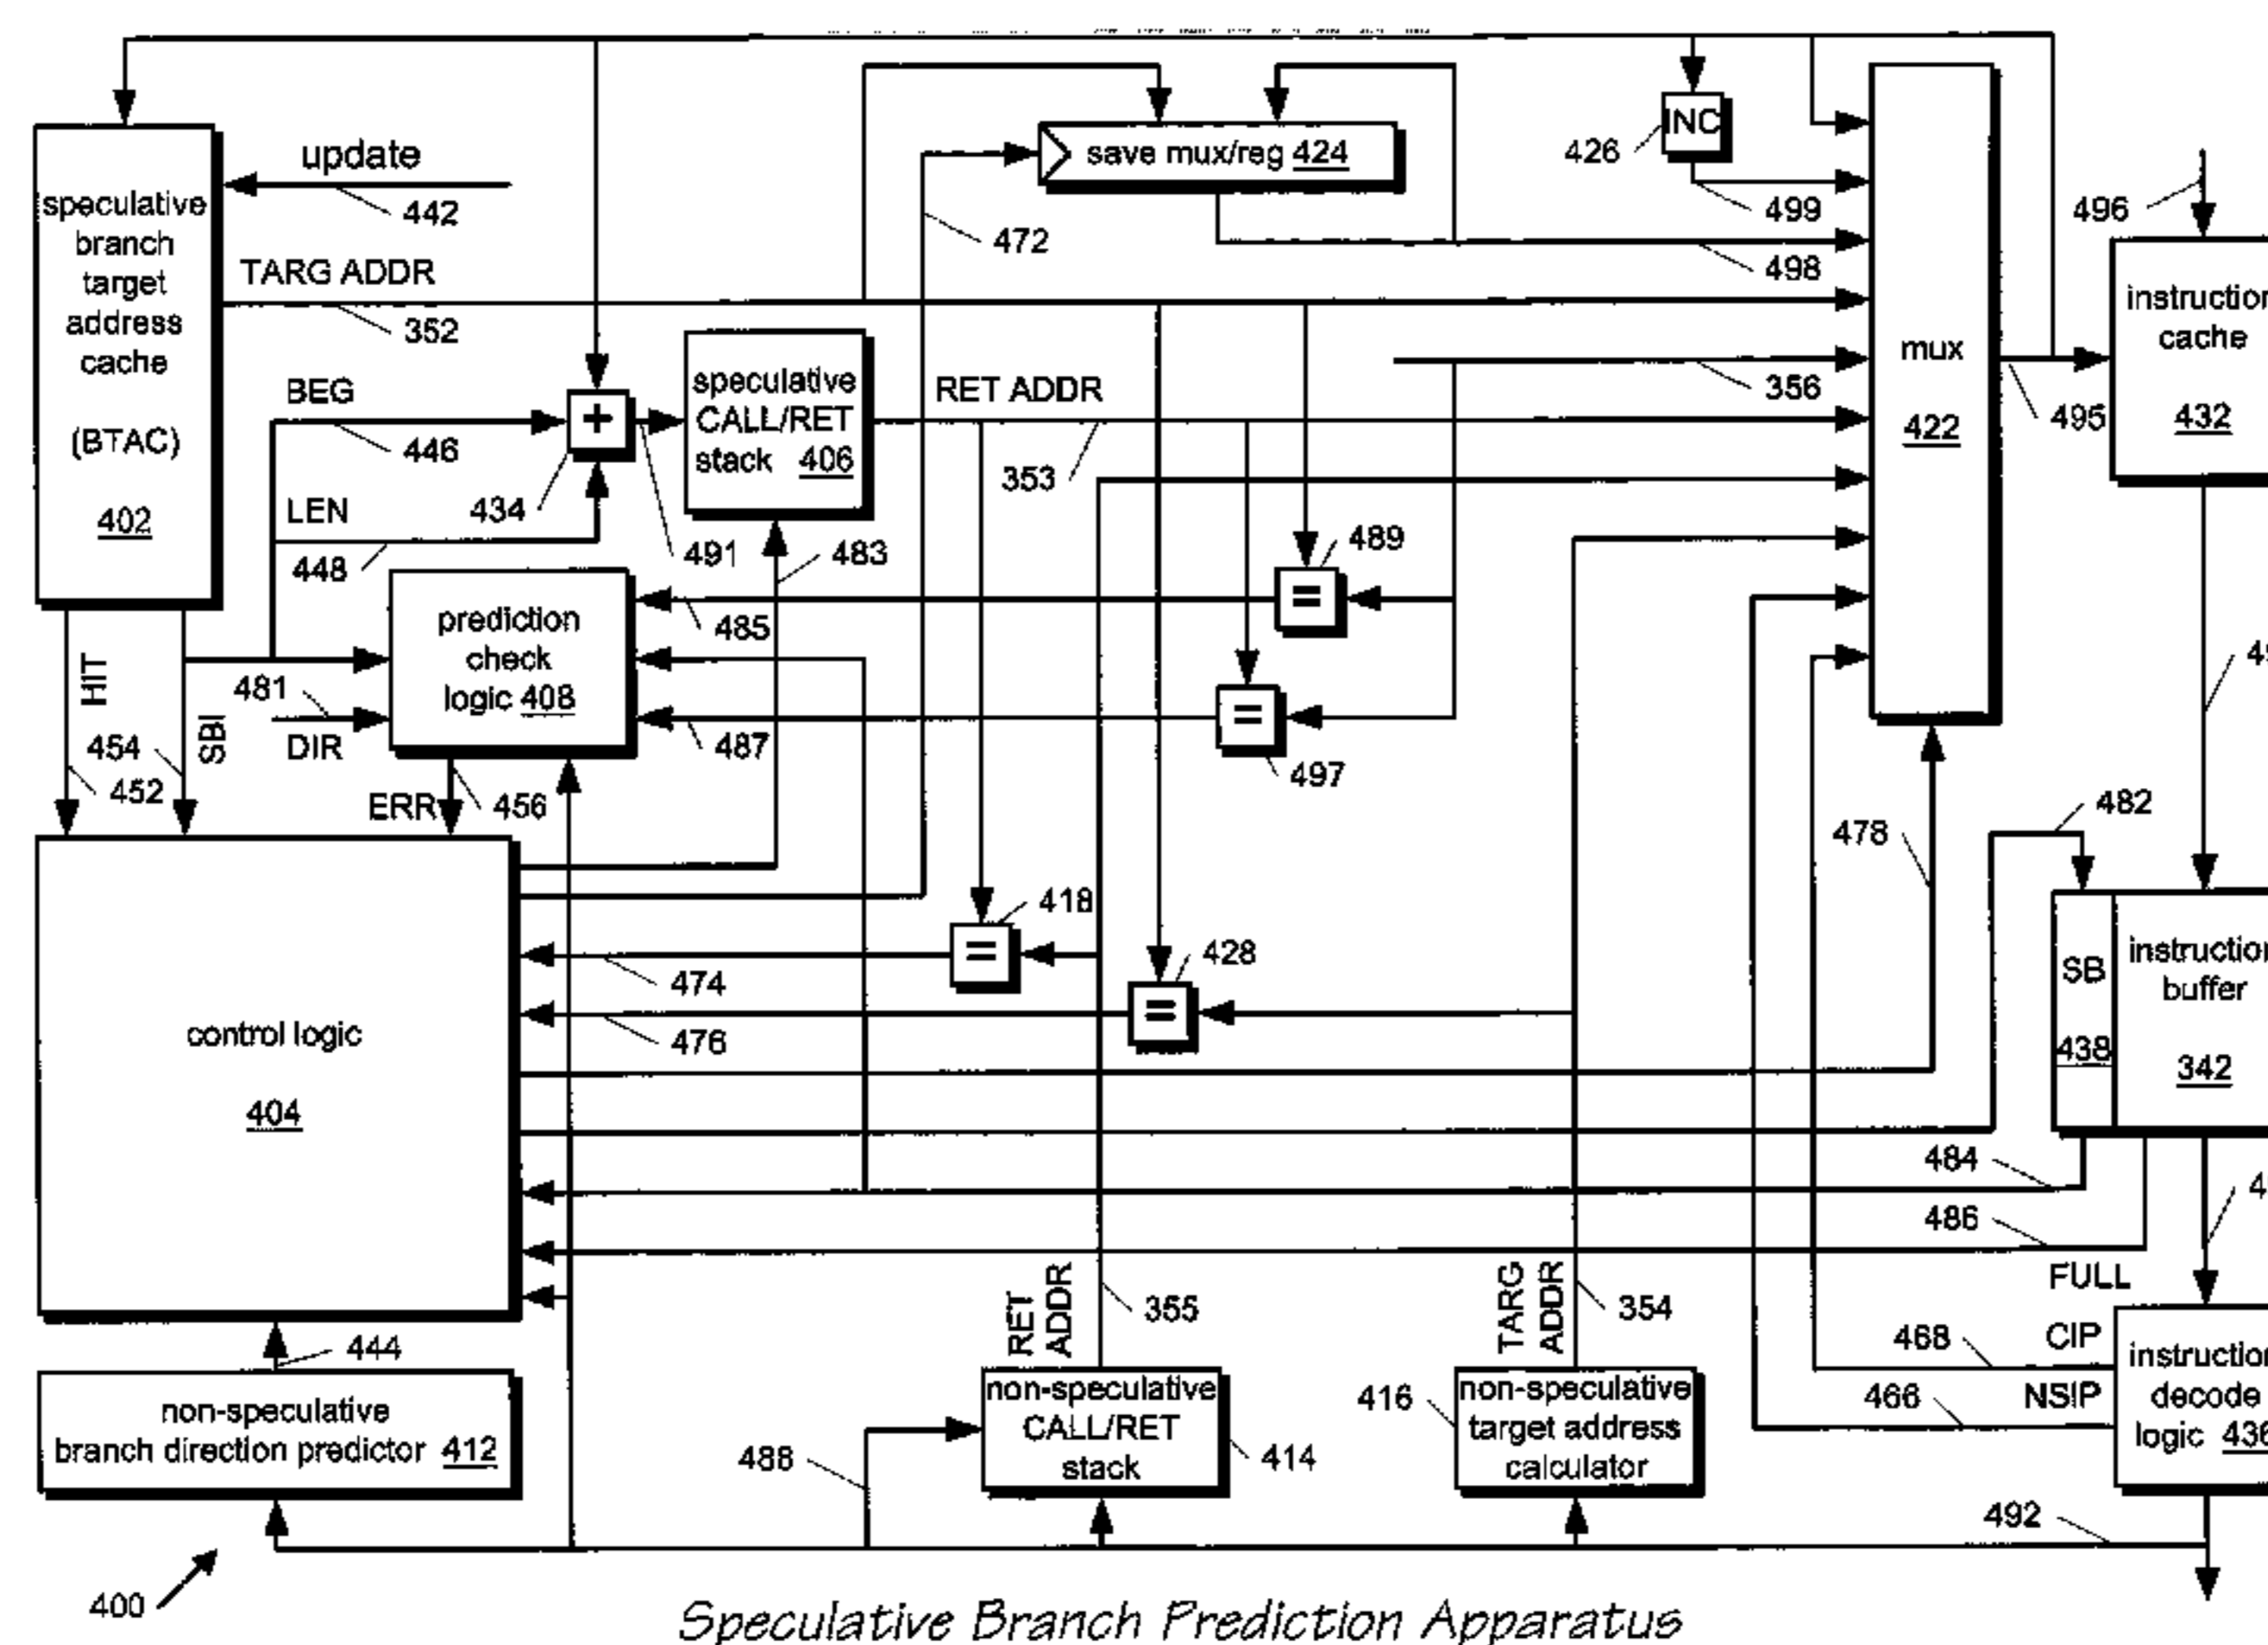 update
442
speculative
branch
target
address
cache
(BTAC)
402
TARG ADDR
352
BEG
446
LEN
448
434
491
speculative
CALL/RET
stack 406
RET ADDR
353
483
472
save mux/reg 424
INC
426
499
498
356
mux
422
495
496
cache
432
489
485
497
487
prediction
check
logic 408
481
DIR
HIT
SBI
454
452
ERR
456
control logic
404
418
474
428
476
478
482
SB
438
buffer
342
484
486
FULL
RET
ADDR
355
TARG
ADDR
354
468
CIP
466
NSIP
decode
logic
444
non-speculative
branch direction predictor 412
488
non-speculative
CALL/RET
stack
414
416
non-speculative
target address
calculator
492
400
Speculative Branch Prediction Apparatus